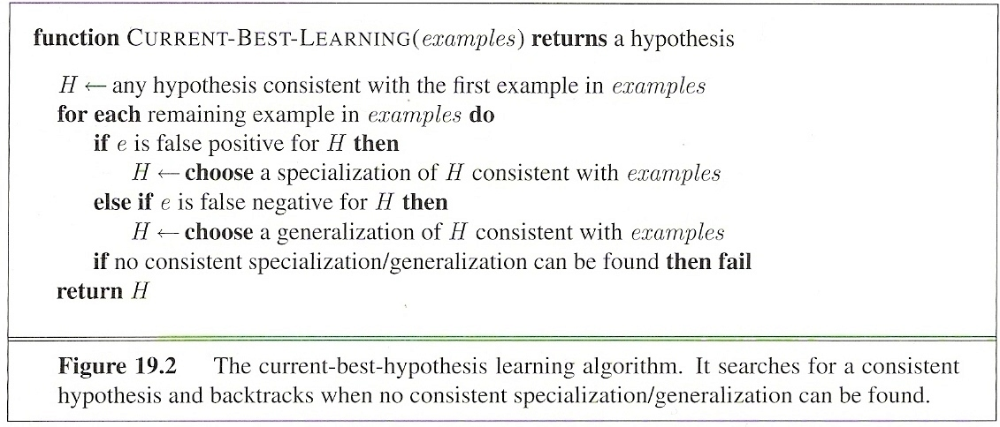 function CURRENT-BEST-LEARNING(examples) returns a hypothesis
H ← any hypothesis consistent with the first example in examples
for each remaining example in examples do
if e is false positive for H then
H ← choose a specialization of H consistent with examples
else if e is false negative for H then
H ← choose a generalization of H consistent with examples
if no consistent specialization/generalization can be found then fail
return H
Figure 19.2 The current-best-hypothesis learning algorithm. It searches for a consistent
hypothesis and backtracks when no consistent specialization/generalization can be found.